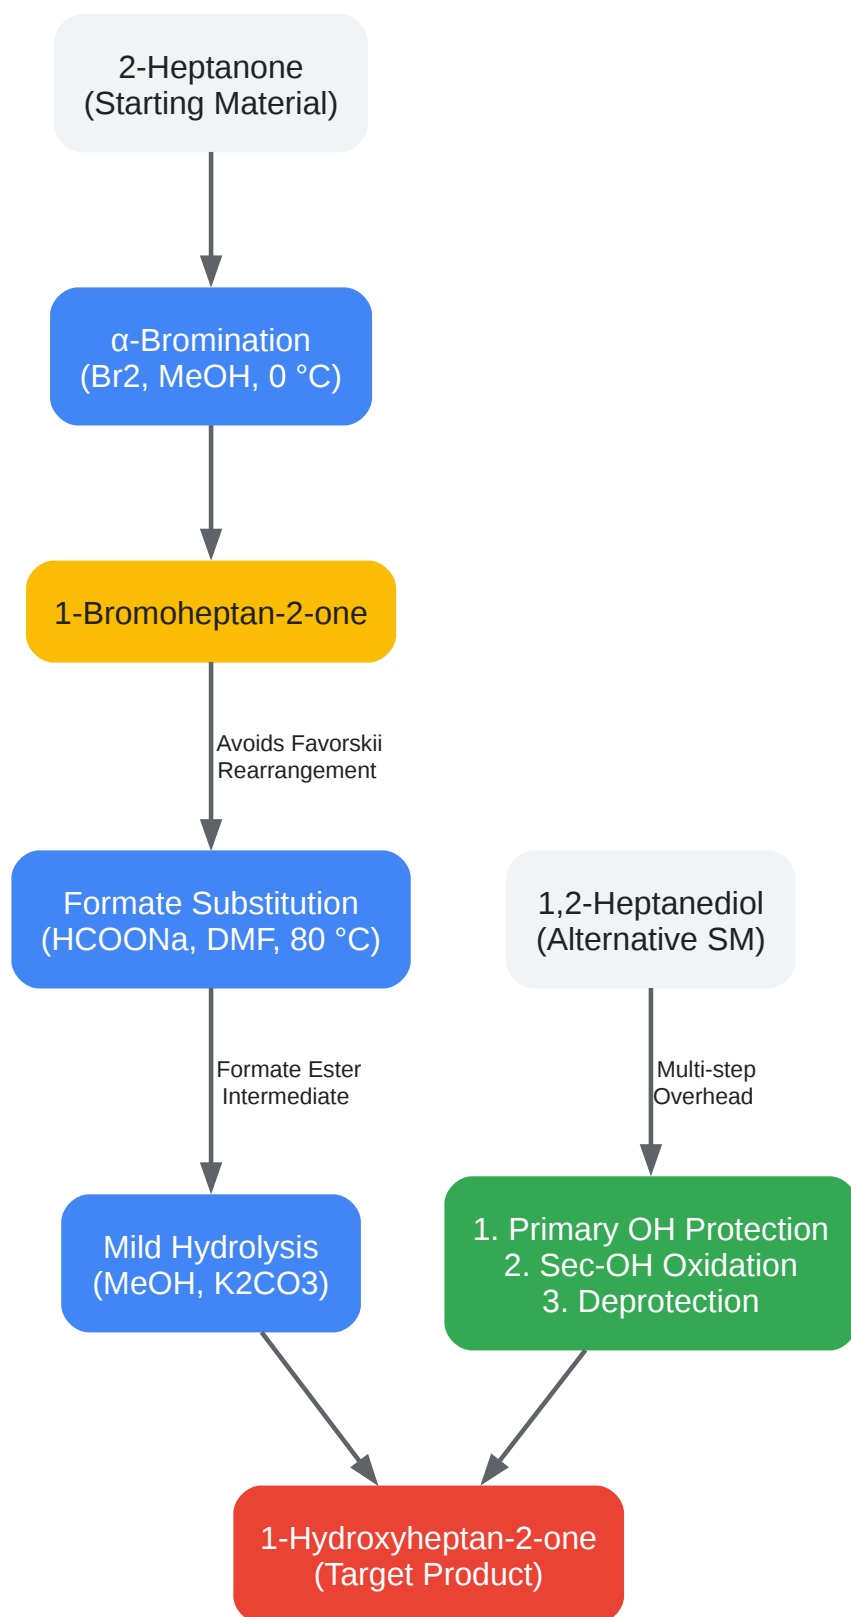 2-Heptanone
(Starting Material)
α-Bromination
(Br2, MeOH, 0 °C)
1-Bromoheptan-2-one
Avoids Favorskii
Rearrangement
Formate Substitution
(HCOONa, DMF, 80 °C)
1,2-Heptanediol
(Alternative SM)
Formate Ester
Intermediate
Multi-step
Overhead
Mild Hydrolysis
(MeOH, K2CO3)
1. Primary OH Protection
2. Sec-OH Oxidation
3. Deprotection
1-Hydroxyheptan-2-one
(Target Product)